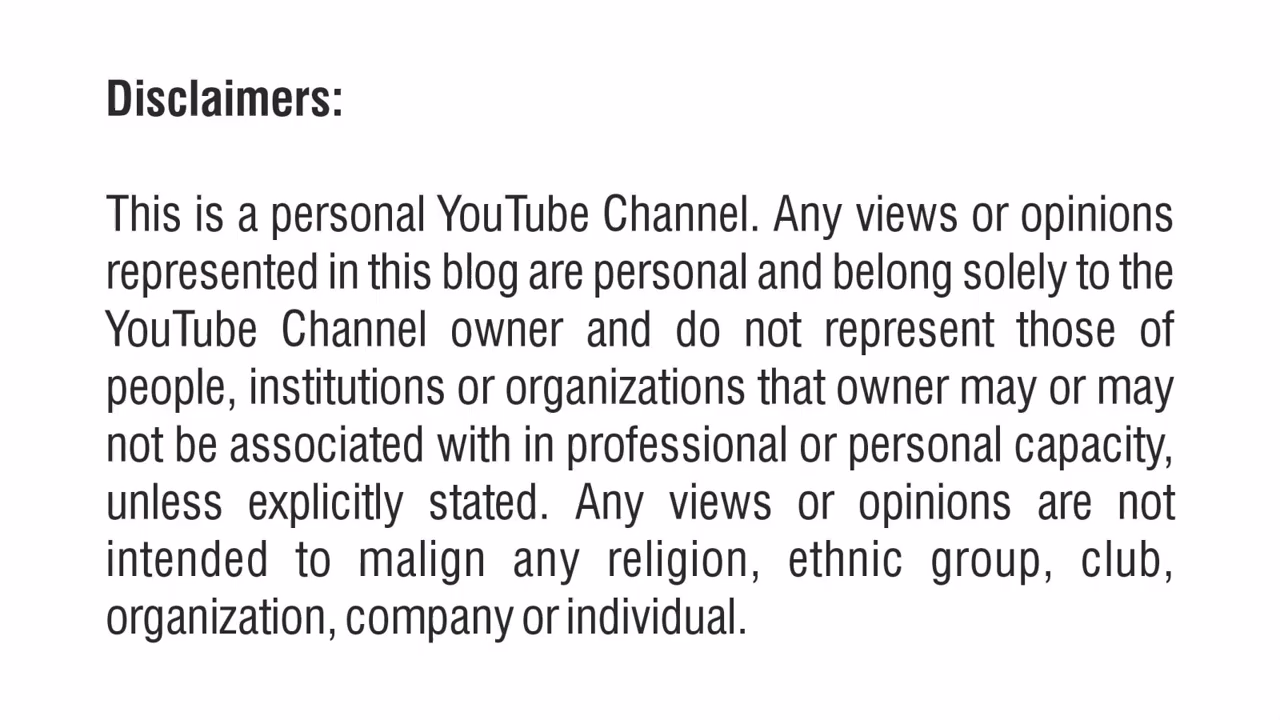 Disclaimers:
This is a personal YouTube Channel. Any views or opinions
represented in this blog are personal and belong solely to the
YouTube Channel owner and do not represent those of
people, institutions or organizations that owner may or may
not be associated with in professional or personal capacity,
unless explicitly stated. Any views or opinions are not
intended to malign any religion, ethnic group, club,
organization, company or individual.